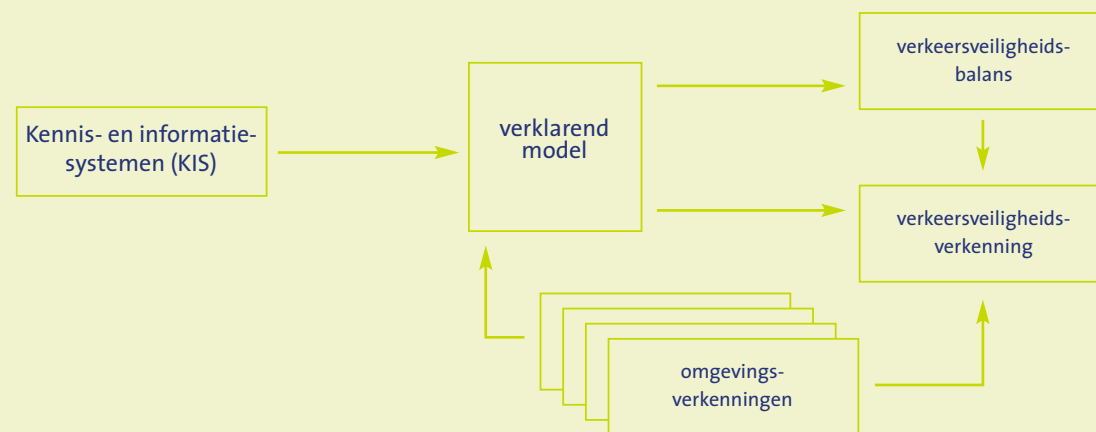 Kennis- en informatie-
systemen (KIS)
verklarend
model
verkeersveiligheids-
balans
verkeersveiligheids-
verkenning
omgevings-
verkenningen